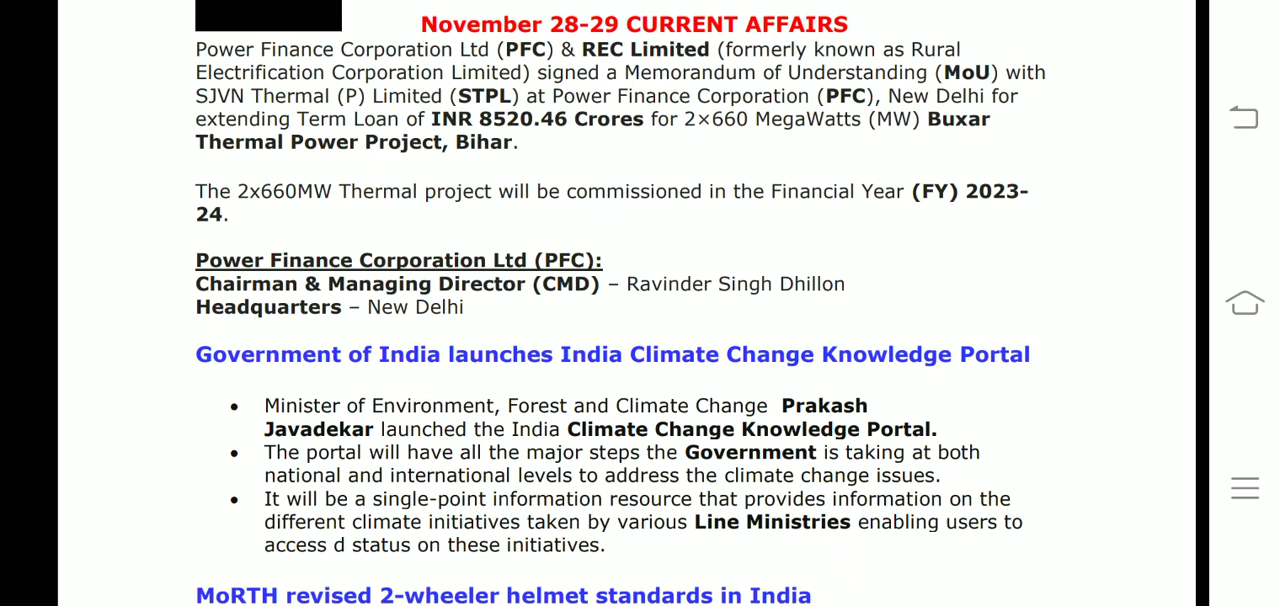 November 28-29 CURRENT AFFAIRS
Power Finance Corporation Ltd (PFC) & REC Limited (formerly known as Rural
Electrification Corporation Limited) signed a Memorandum of Understanding (MoU) with
SJVN Thermal (P) Limited (STPL) at Power Finance Corporation (PFC), New Delhi for
extending Term Loan of INR 8520.46 Crores for 2×660 MegaWatts (MW) Buxar
Thermal Power Project, Bihar.
The 2x660MW Thermal project will be commissioned in the Financial Year (FY) 2023-
24.
Power Finance Corporation Ltd (PFC):
Chairman & Managing Director (CMD) – Ravinder Singh Dhillon
Headquarters – New Delhi
Government of India launches India Climate Change Knowledge Portal
• Minister of Environment, Forest and Climate Change Prakash
Javadekar launched the India Climate Change Knowledge Portal.
• The portal will have all the major steps the Government is taking at both
national and international levels to address the climate change issues.
• It will be a single-point information resource that provides information on the
different climate initiatives taken by various Line Ministries enabling users to
access d status on these initiatives.
MoRTH revised 2-wheeler helmet standards in India